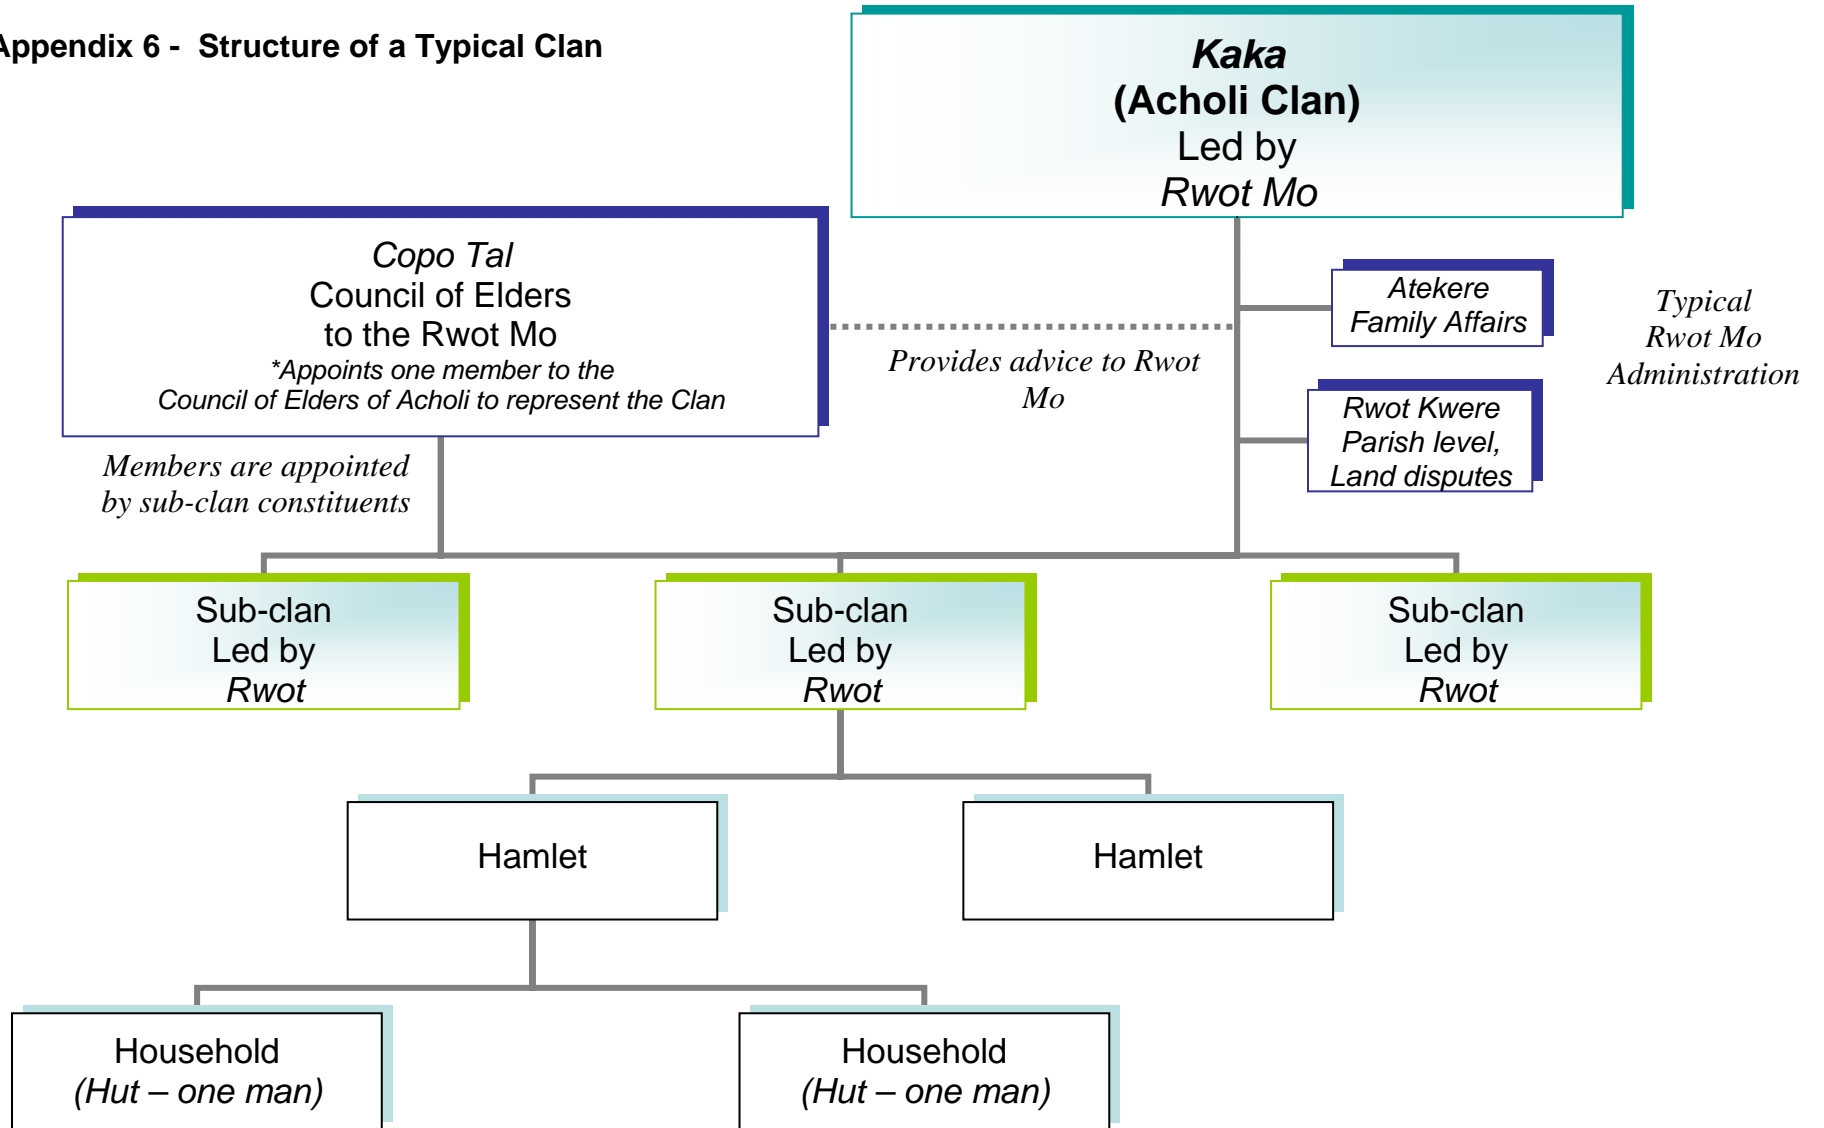 Appendix 6 - Structure of a Typical Clan
Kaka
(Acholi Clan)
Led by
Rwot Mo
Copo Tal
Council of Elders
to the Rwot Mo
*Appoints one member to the
Council of Elders of Acholi to represent the Clan
Provides advice to Rwot
Mo
Atekere
Family Affairs
Typical
Rwot Mo
Administration
Rwot Kwere
Parish level,
Land disputes
Members are appointed
by sub-clan constituents
Sub-clan
Led by
Rwot
Sub-clan
Led by
Rwot
Sub-clan
Led by
Rwot
Hamlet
Hamlet
Household
(Hut – one man)
Household
(Hut – one man)